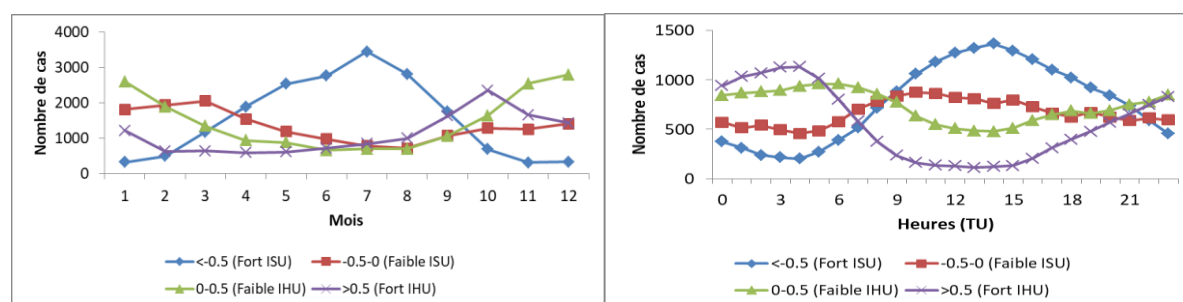 Nombre de cas
4000
3000
2000
1000
0
1 2 3 4 5 6 7 8 9 10 11 12
Mois
<-0.5 (Fort ISU)
-0.5-0 (Faible ISU)
0-0.5 (Faible IHU)
>0.5 (Fort IHU)
Nombre de cas
1500
1000
500
0
0 3 6 9 12 15 18 21
Heures (TU)
<-0.5 (Fort ISU)
-0.5-0 (Faible ISU)
0-0.5 (Faible IHU)
>0.5 (Fort IHU)